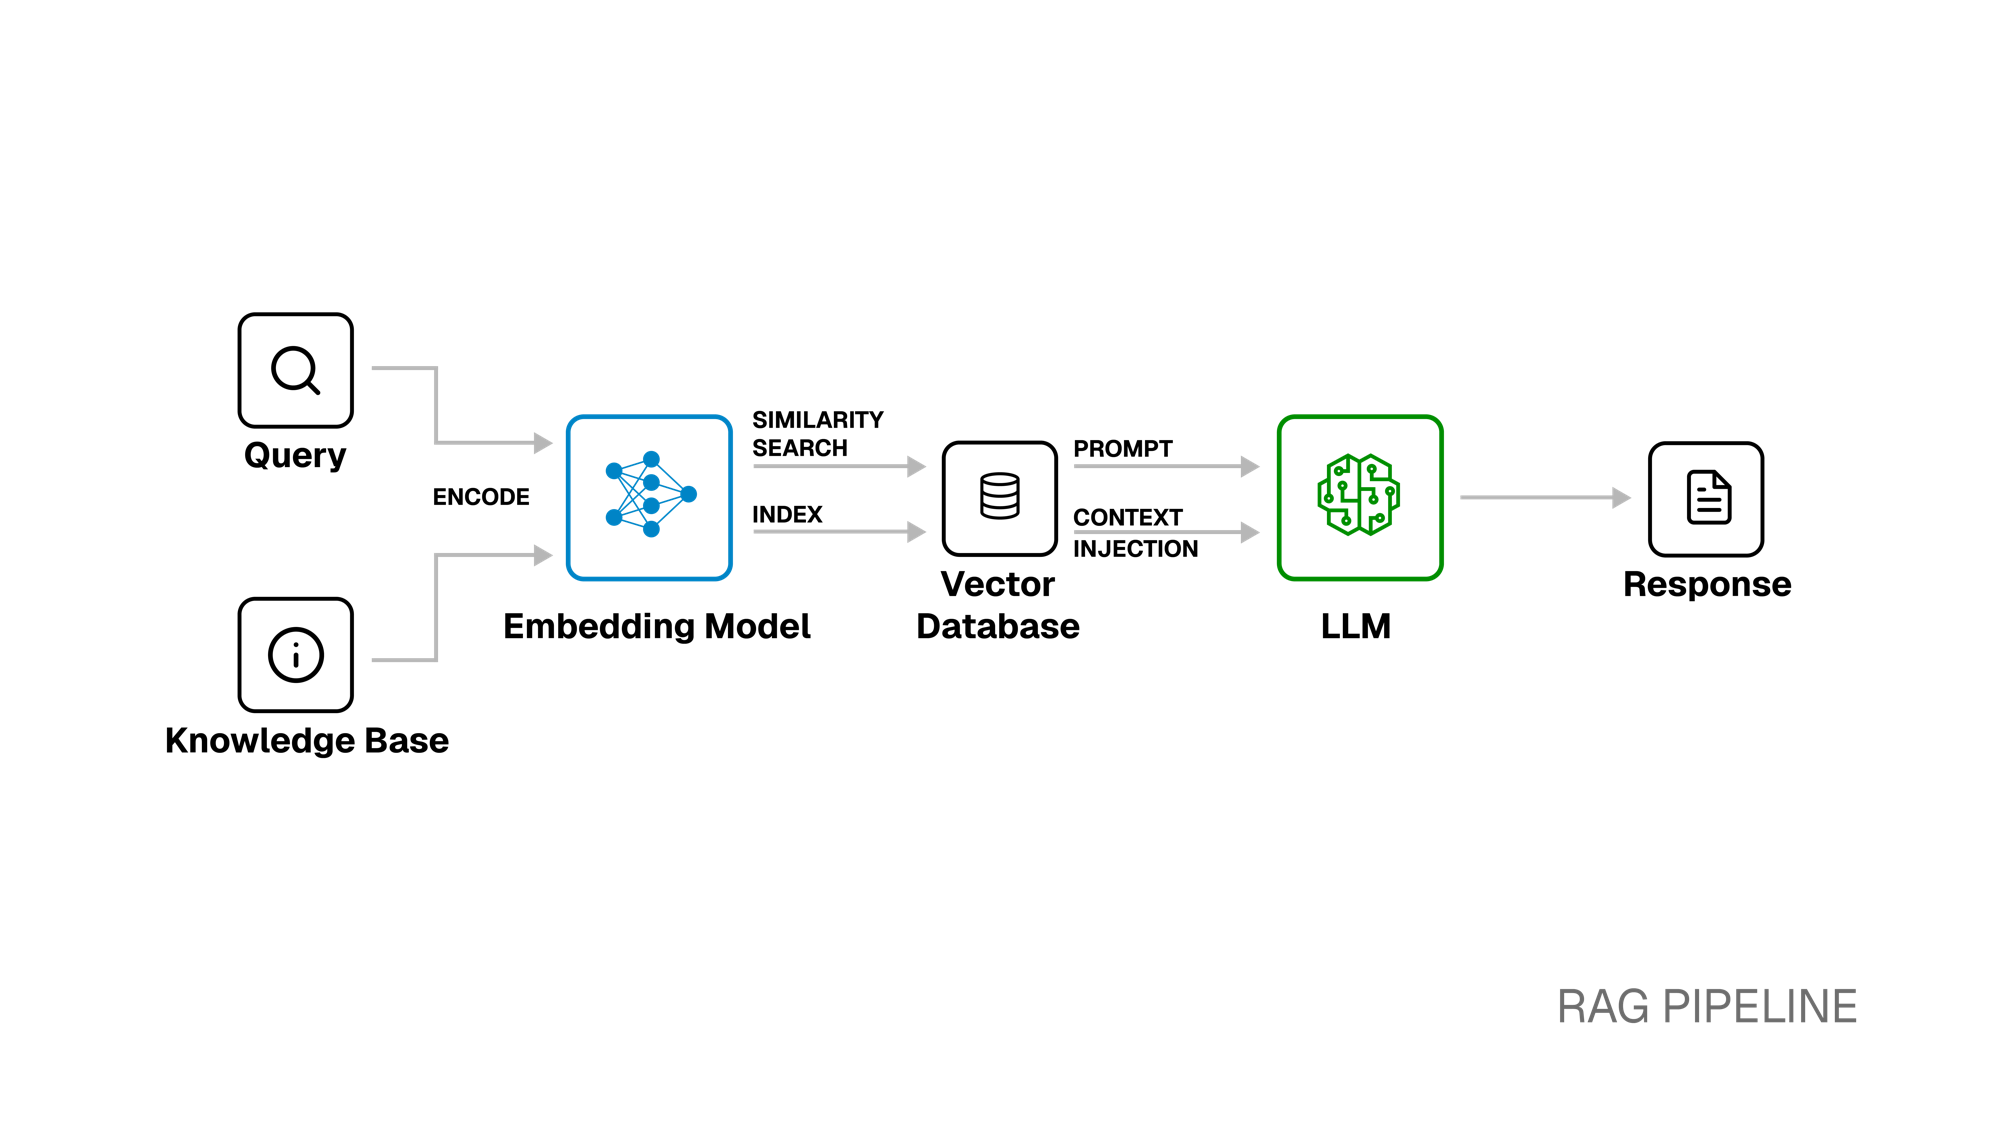 Query
Knowledge Base
ENCODE
Embedding Model
SIMILARITY
SEARCH
INDEX
Vector
Database
PROMPT
CONTEXT
INJECTION
LLM
Response
RAG PIPELINE